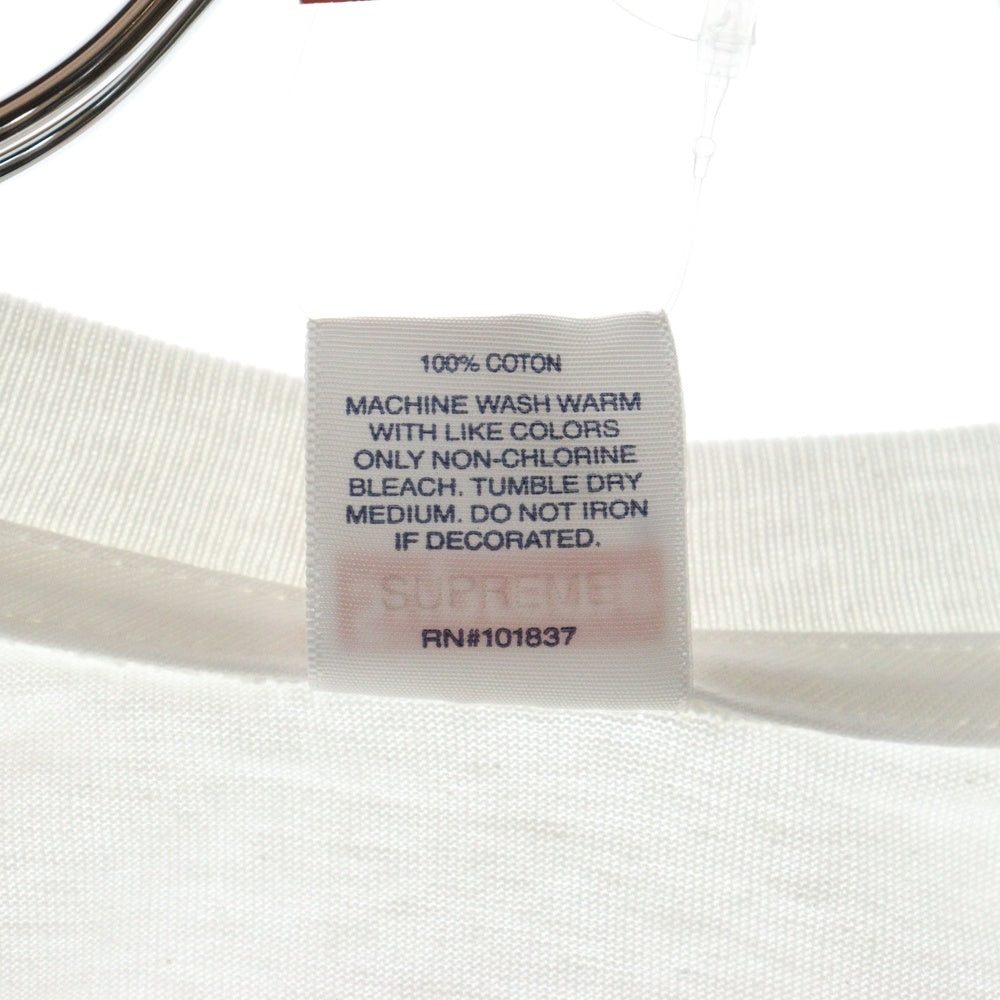 100% COTON
MACHINE WASH WARM
WITH LIKE COLORS
ONLY NON-CHLORINE
BLEACH. TUMBLE DRY
MEDIUM. DO NOT IRON
IF DECORATED.
SUPREME
RN#101837